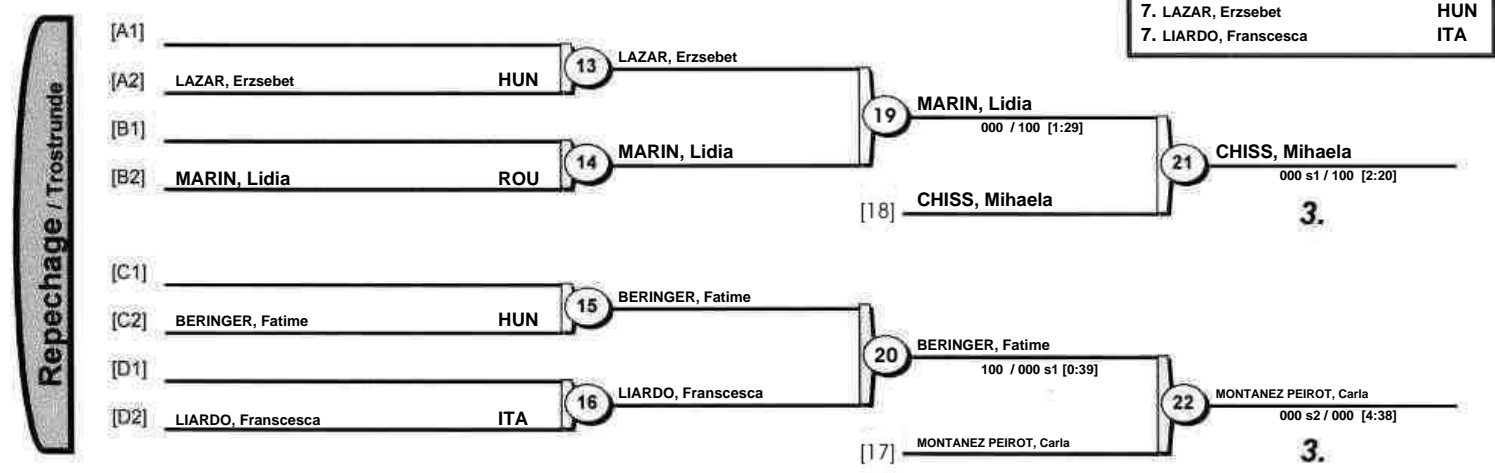 7. LAZAR, Erzsebet HUN
7. LIARDO, Franscesca ITA
Repechage / Trostrunde
[A1]
[A2] LAZAR, Erzsebet HUN
13 LAZAR, Erzsebet
[B1]
[B2] MARIN, Lidia ROU
14 MARIN, Lidia
19 MARIN, Lidia
000 / 100 [1:29]
[18] CHISS, Mihaela
21 CHISS, Mihaela
000 s1 / 100 [2:20]
3.
[C1]
[C2] BERINGER, Fatime HUN
15 BERINGER, Fatime
[D1]
[D2] LIARDO, Franscesca ITA
16 LIARDO, Franscesca
20 BERINGER, Fatime
100 / 000 s1 [0:39]
[17] MONTANEZ PEIROT, Carla
22 MONTANEZ PEIROT, Carla
000 s2 / 000 [4:38]
3.